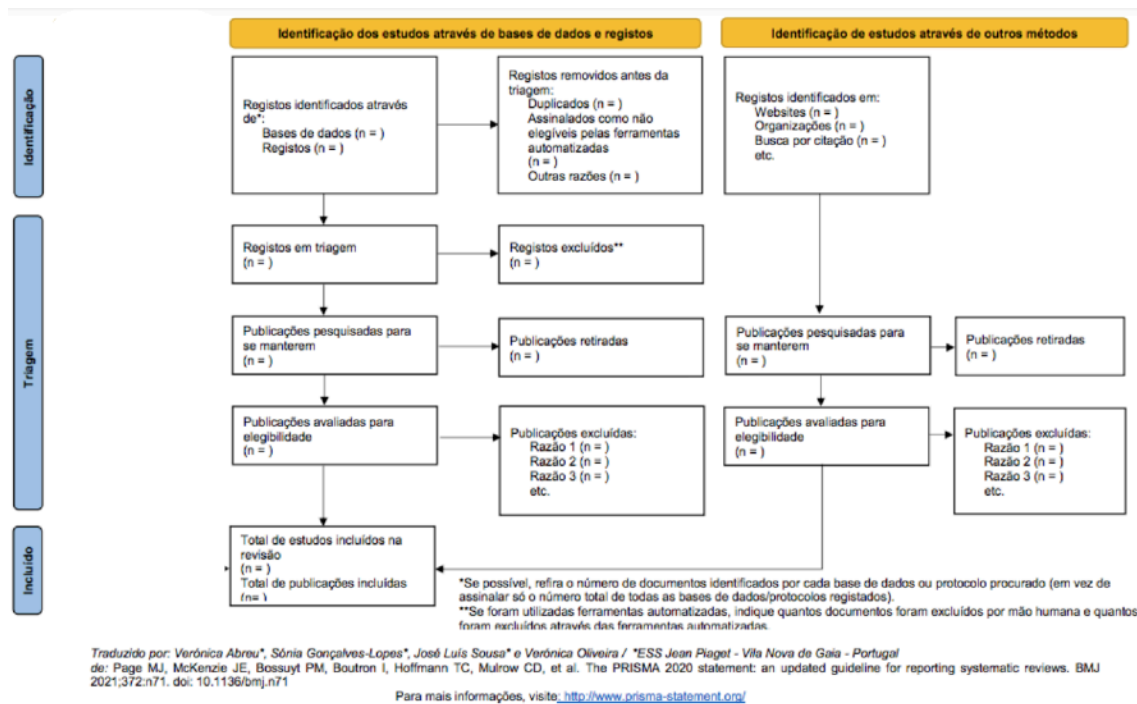 Identificação dos estudos através de bases de dados e registos
Identificação de estudos através de outros métodos
Identificação
Registos identificados através
de*:
Bases de dados (n = )
Registos (n = )
Registos removidos antes da
triagem:
Duplicados (n = )
Assinalados como não
elegíveis pelas ferramentas
automatizadas
(n = )
Outras razões (n = )
Registos identificados em:
Websites (n = )
Organizações (n = )
Busca por citação (n = )
etc.
Triagem
Registos em triagem
(n = )
Registos excluídos**
(n = )
Publicações pesquisadas para
se manterem
(n = )
Publicações retiradas
(n = )
Publicações pesquisadas para
se manterem
(n = )
Publicações retiradas
(n = )
Publicações avaliadas para
elegibilidade
(n = )
Publicações excluídas:
Razão 1 (n = )
Razão 2 (n = )
Razão 3 (n = )
etc.
Publicações avaliadas para
elegibilidade
(n = )
Publicações excluídas:
Razão 1 (n = )
Razão 2 (n = )
Razão 3 (n = )
etc.
Incluído
Total de estudos incluídos na
revisão
(n = )
Total de publicações incluídas
(n= )
*Se possível, refira o número de documentos identificados por cada base de dados ou protocolo procurado (em vez de
assinalar só o número total de todas as bases de dados/protocolos registados).
**Se foram utilizadas ferramentas automatizadas, indique quantos documentos foram excluídos por mão humana e quantos
foram excluídos através das ferramentas automatizadas.
Traduzido por: Verónica Abreu*, Sónia Gonçalves-Lopes*, José Luís Sousa* e Verónica Oliveira / *ESS Jean Piaget - Vila Nova de Gaia - Portugal
de: Page MJ, McKenzie JE, Bossuyt PM, Boutron I, Hoffmann TC, Mulrow CD, et al. The PRISMA 2020 statement: an updated guideline for reporting systematic reviews. BMJ
2021;372:n71. doi: 10.1136/bmj.n71
Para mais informações, visite: http://www.prisma-statement.org/